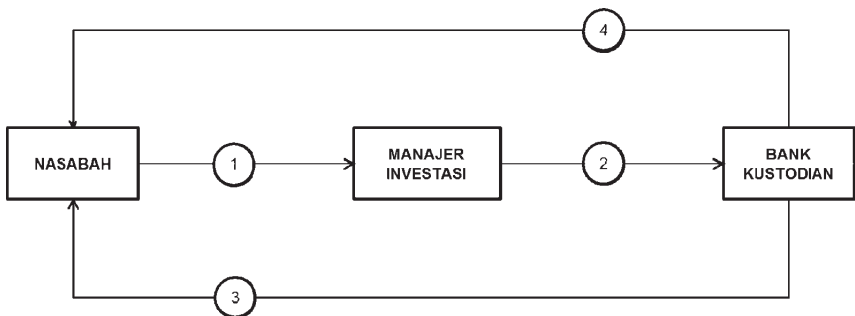 4
NASABAH
1
MANAJER
INVESTASI
2
BANK
KUSTODIAN
3